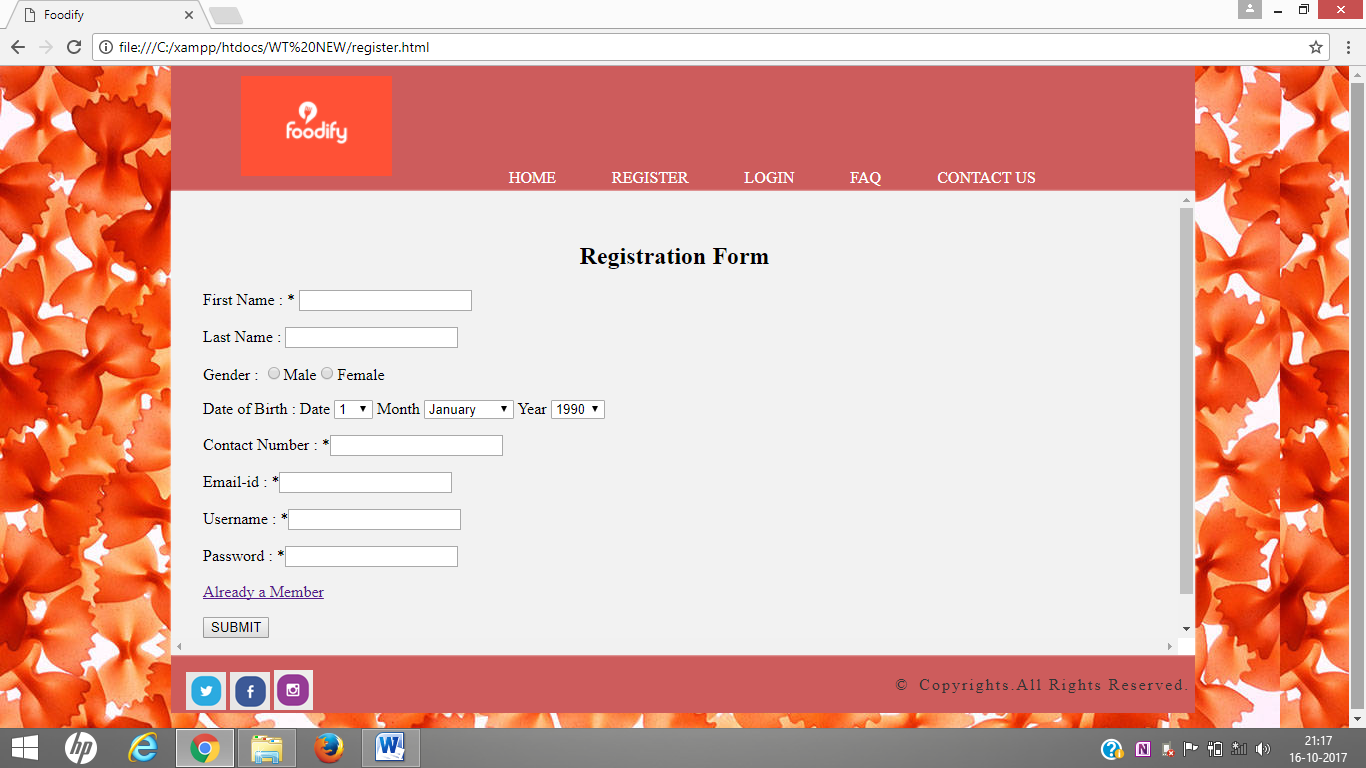 Foodify
file:///C:/xampp/htdocs/WT%20NEW/register.html
foodify
HOME REGISTER LOGIN FAQ CONTACT US
Registration Form
First Name : *
Last Name :
Gender : Male Female
Date of Birth : Date 1 Month January Year 1990
Contact Number : *
Email-id : *
Username : *
Password : *
Already a Member
SUBMIT
© Copyrights.All Rights Reserved.
21:17
16-10-2017